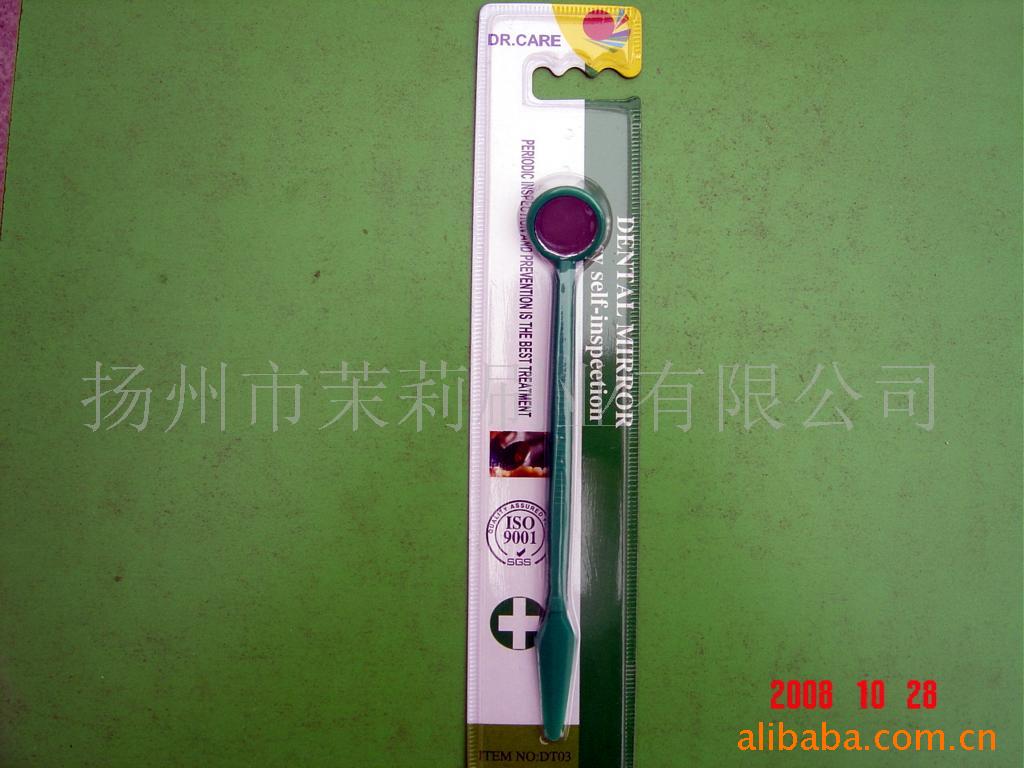 DR.CARE
PERIODIC INSPECTION AND PREVENTION IS THE BEST TREATMENT
DENTAL MIRROR
self-inspection
QUALITY ASSURED
ISO
9001
SGS
ITEM NO:DT03
扬州市茉莉 业有限公司
2008 10 28
alibaba.com.cn